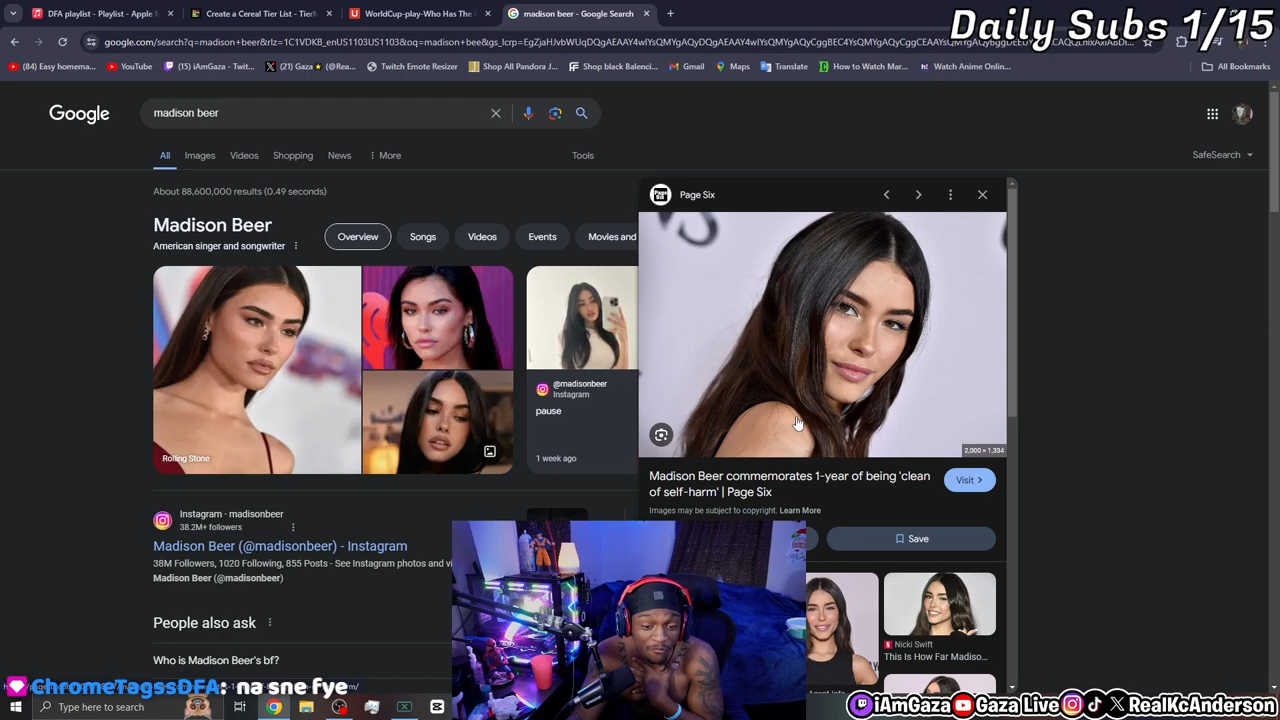 Daily Subs 1/15
DFA playlist - Playlist - Apple M
Create a Cereal Tier List - TierM
WorldCup-play-Who Has The
madison beer - Google Search
(84) Easy homema...
YouTube
(15) iAmGaza - Twit...
(21) Gaza
(@Rea...
Twitch Emote Resizer
Shop All Pandora J...
Shop black Balenci...
Gmail
Maps
Translate
How to Watch Mar...
Watch Anime Onlin...
All Bookmarks
Google
madison beer
All
Images
Videos
Shopping
News
More
Tools
SafeSearch
About 88,600,000 results (0.49 seconds)
Madison Beer
American singer and songwriter
Overview
Songs
Videos
Events
Movies and
Rolling Stone
@madisonbeer
Instagram
pause
1 week ago
Page Six
2,000 × 1,334
Madison Beer commemorates 1-year of being 'clean
of self-harm' | Page Six
Visit
Images may be subject to copyright. Learn More
Save
Instagram · madisonbeer
38.2M+ followers
Madison Beer (@madisonbeer) - Instagram
38M Followers, 1020 Following, 855 Posts - See Instagram photos and vi
Madison Beer (@madisonbeer)
People also ask
Who is Madison Beer's bf?
Nicki Swift
This Is How Far Madiso...
ChromeTagssDFA: na sne fye
Type here to search
iAmGaza
Gaza Live
RealKcAnderson